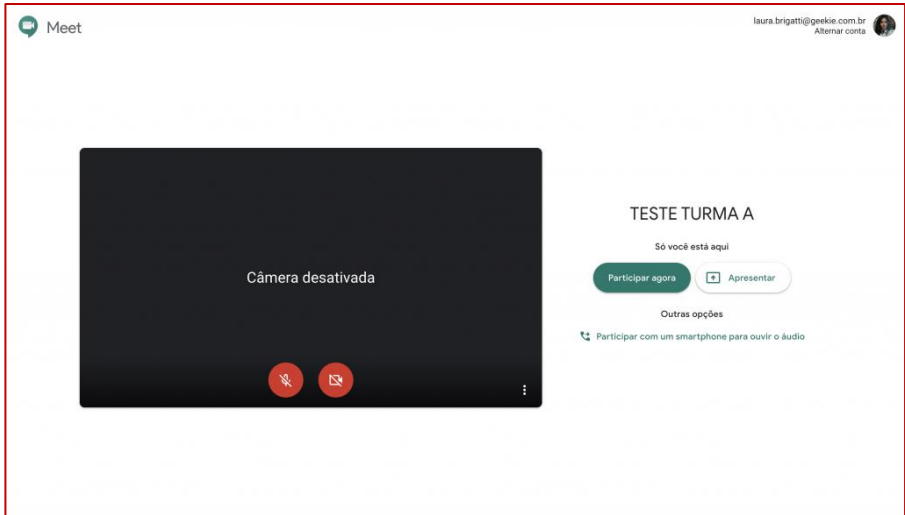 Meet
laura.brigatti@geekie.com.br
Alternar conta
Câmera desativada
TESTE TURMA A
Só você está aqui
Participar agora
Apresentar
Outras opções
Participar com um smartphone para ouvir o áudio